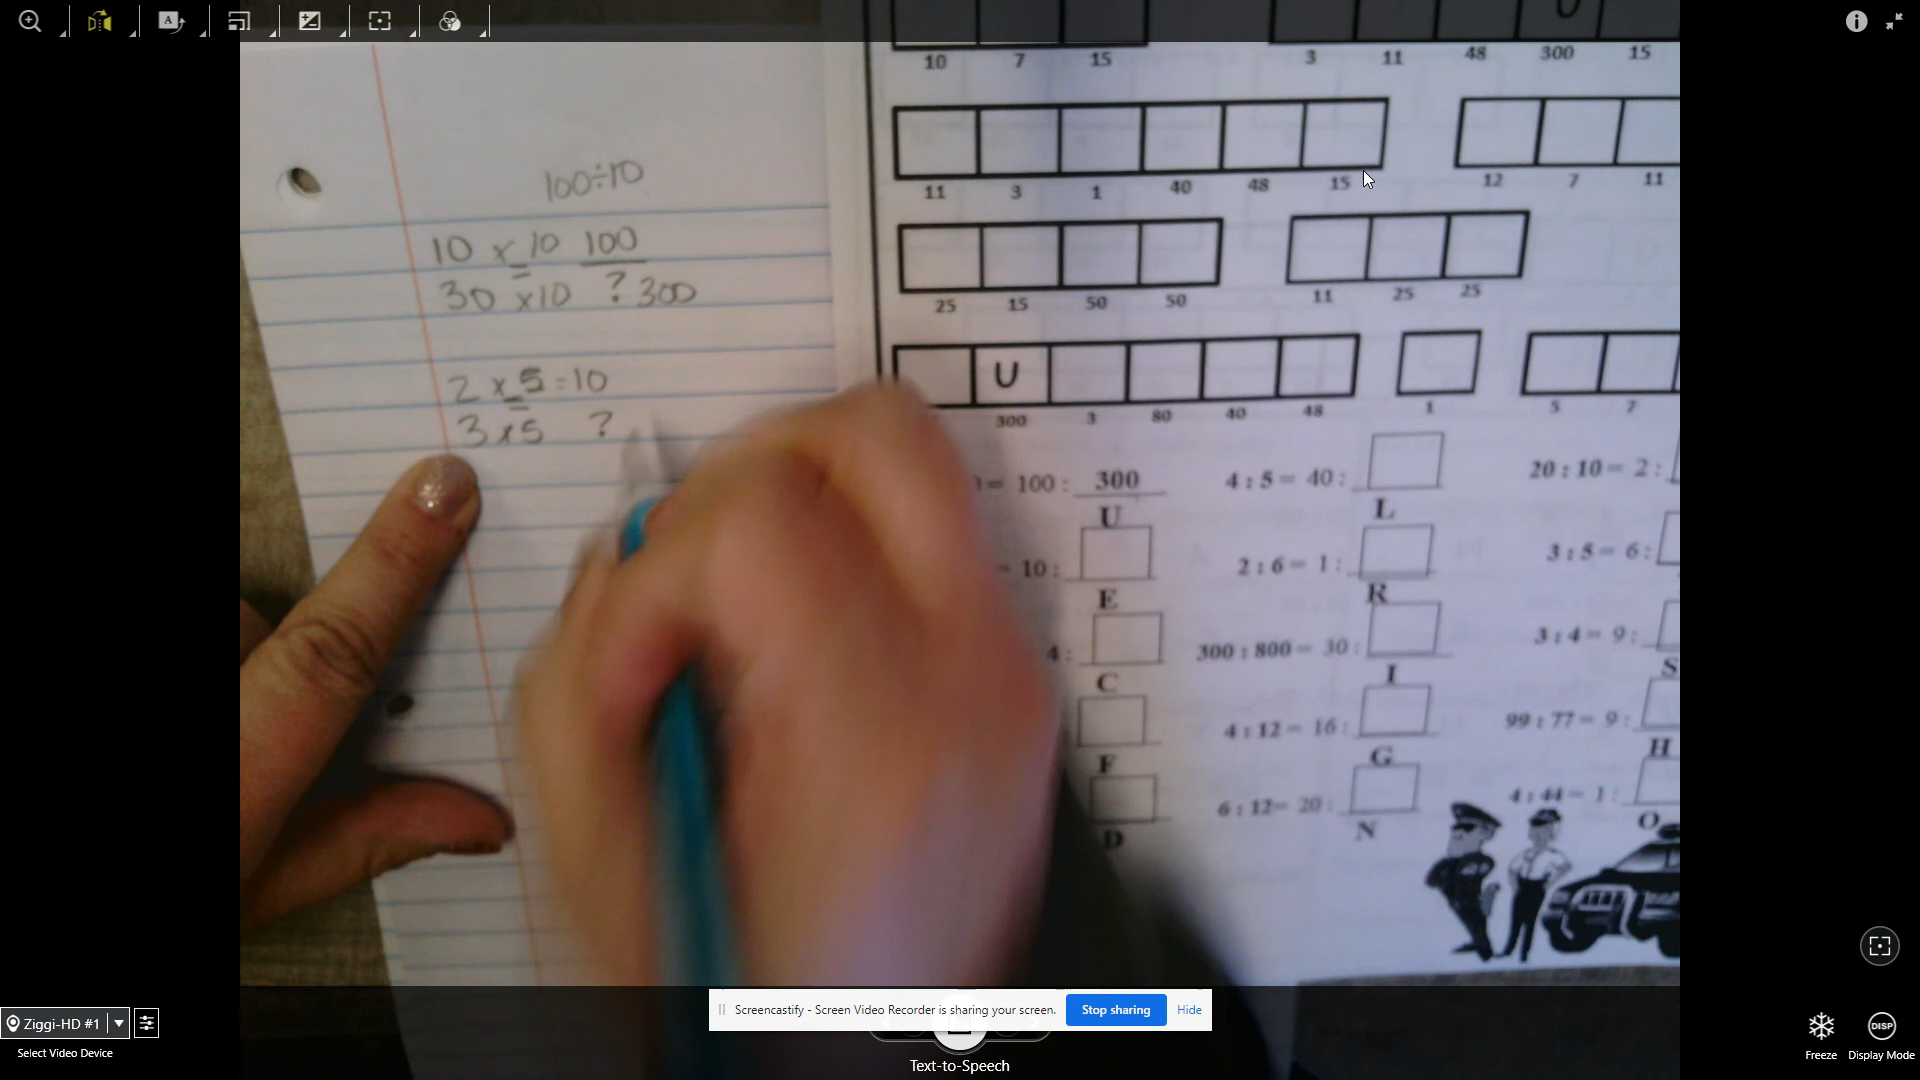 100÷10
10 x 10 100
=
30 x10 ? 300
2 x 5 = 10
=
3 x 5 ?
U
10 7 15 3 11 48 300 15
11 3 1 40 48 15 12 7 11
25 15 50 50 11 25 25
U
300 3 80 40 48 1 5 7
= 100 : 300 4 : 5 = 40 : 20 : 10 = 2 :
U L
= 10 : 2 : 6 = 1 : 3 : 5 = 6 :
E R
4 : 300 : 800 = 30 : 3 : 4 = 9 :
C I S
4 : 12 = 16 : 99 : 77 = 9 :
F G H
6 : 12 = 20 : 4 : 44 = 1 :
D N O
Screencastify - Screen Video Recorder is sharing your screen. Stop sharing Hide
Ziggi-HD #1
Select Video Device
Text-to-Speech
Freeze
DISP
Display Mode